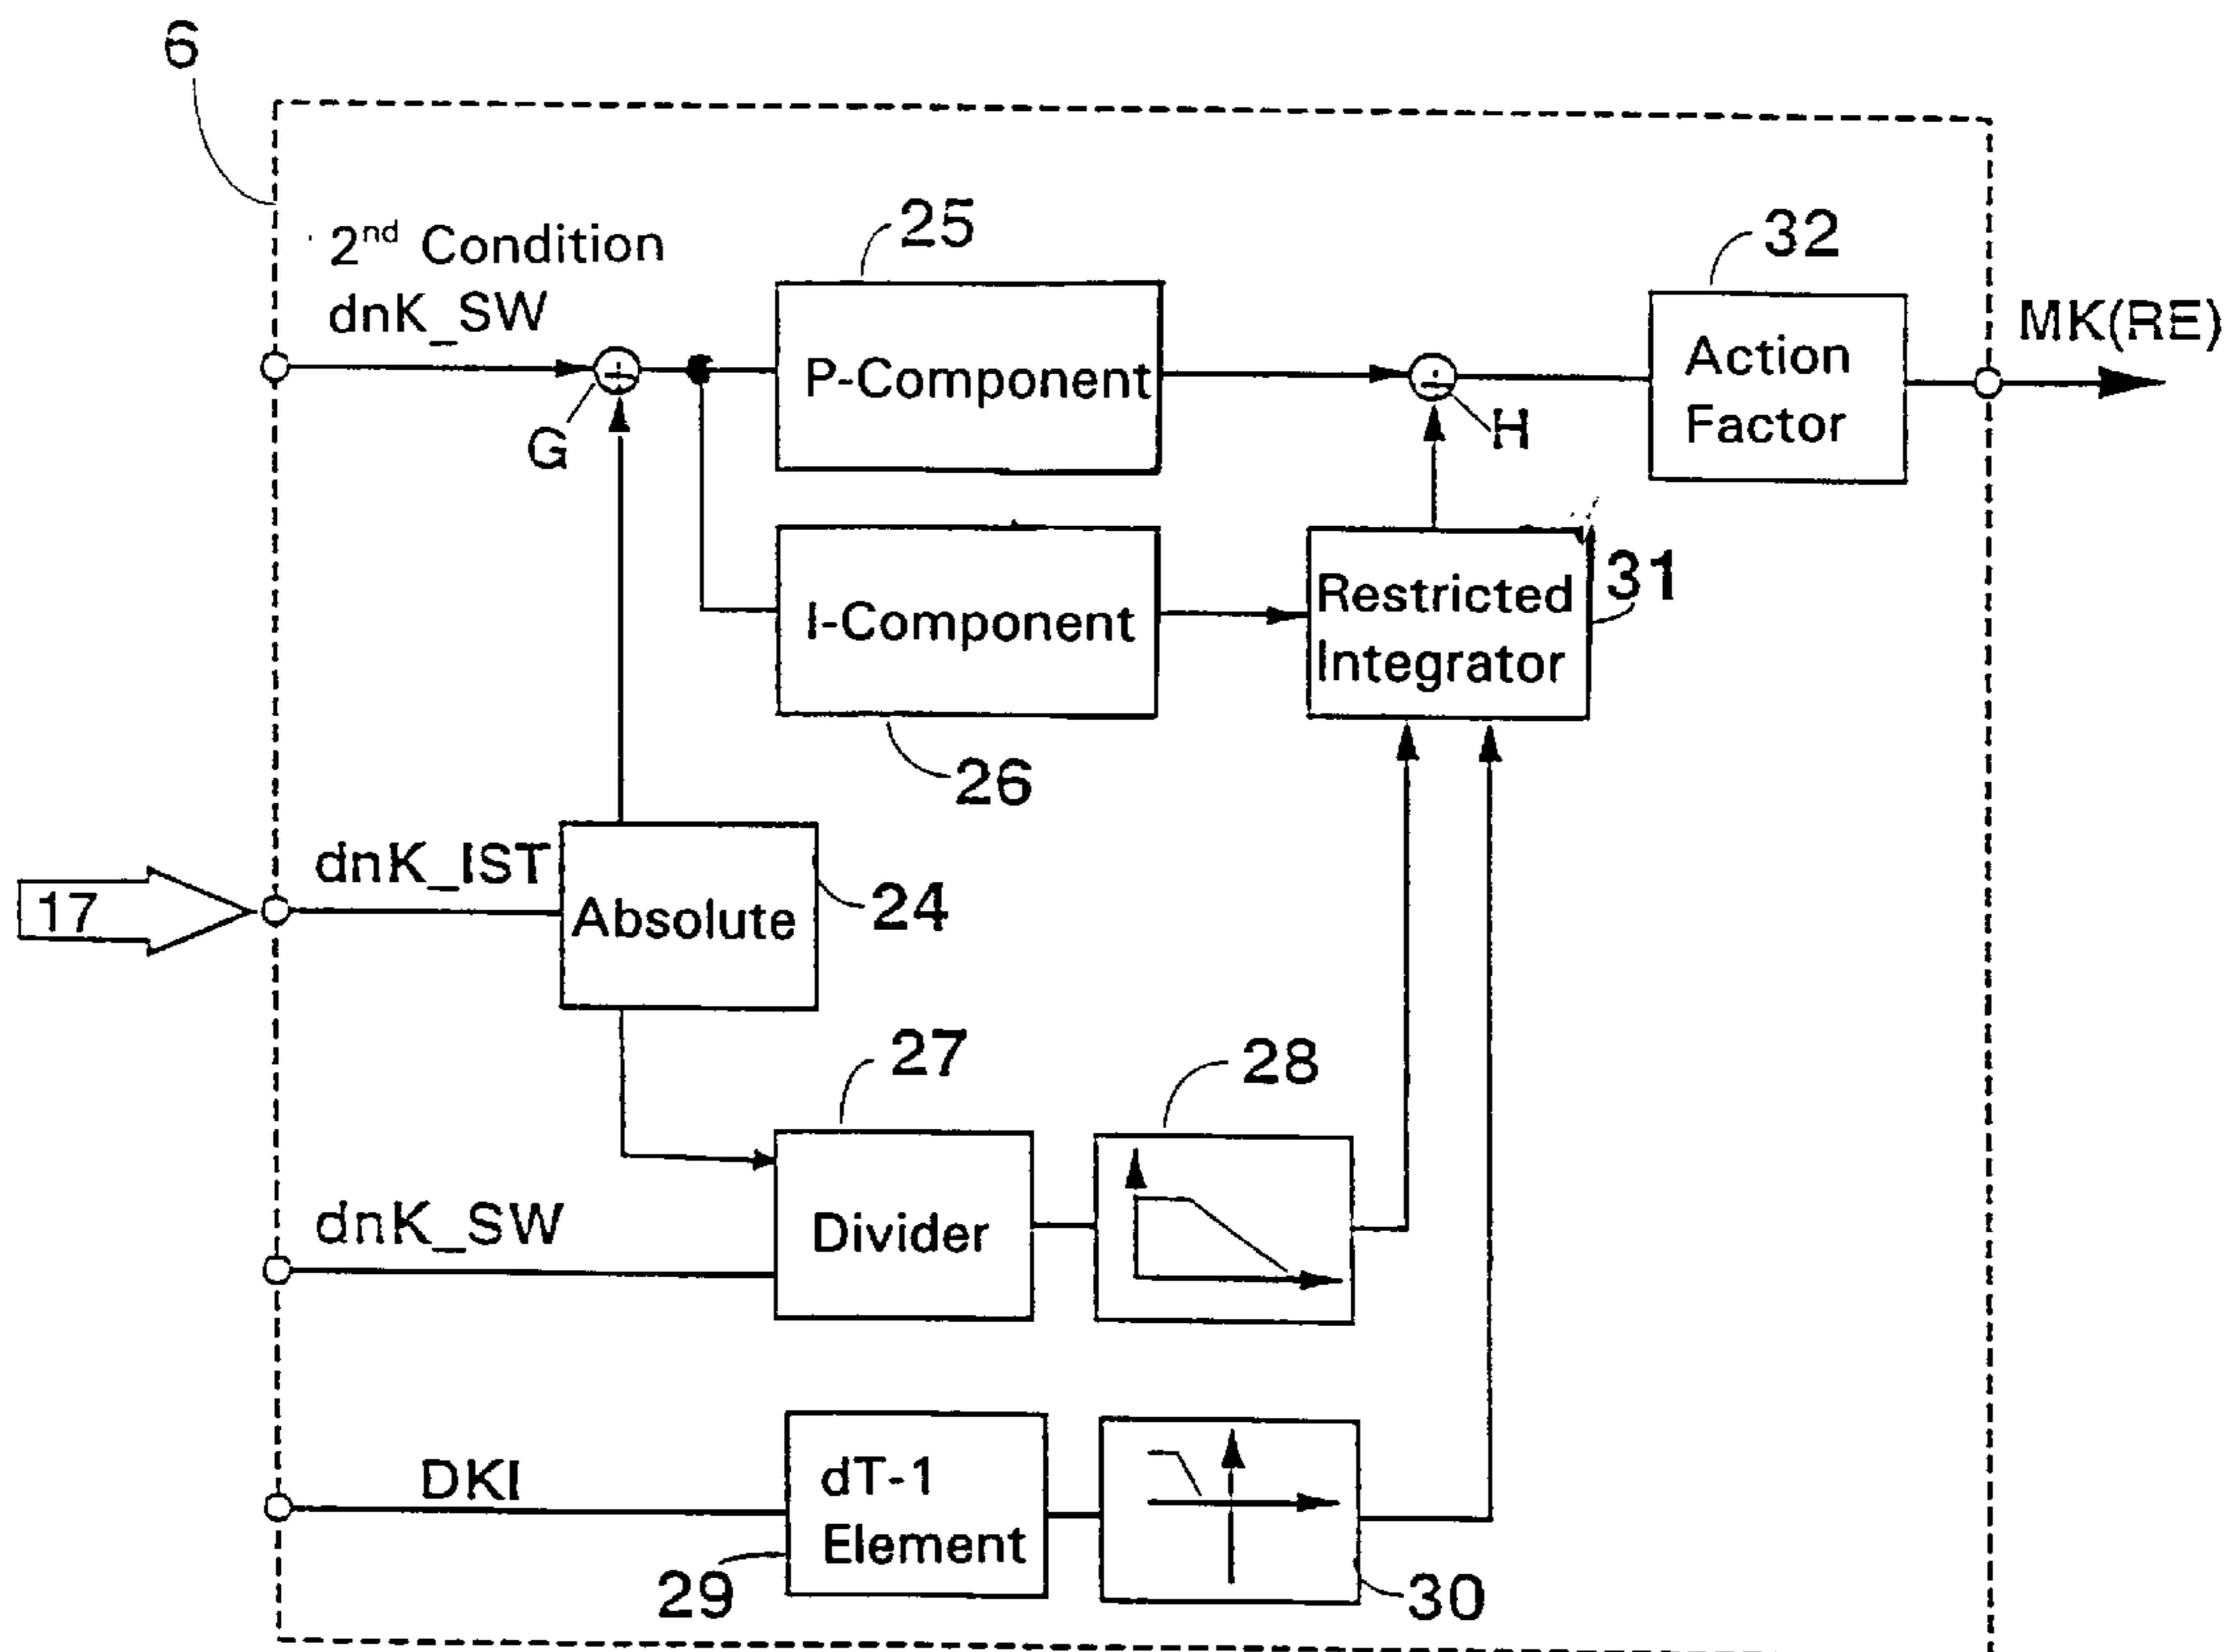 6
2nd Condition
dnK_SW
25
32
MK(RE)
P-Component
Action
Factor
G
H
I-Component
Restricted
Integrator
31
26
dnK_IST
17
Absolute
24
27
28
dnK_SW
Divider
DKI
dT-1
Element
29
30